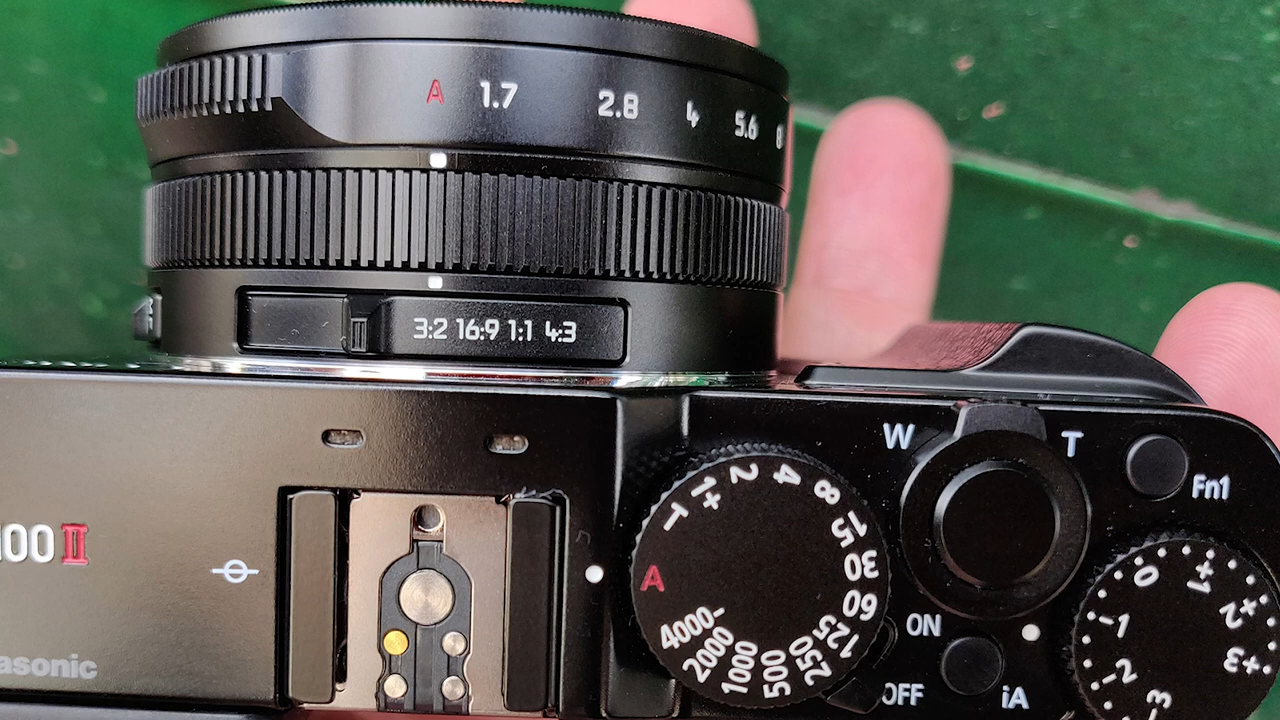 A 1.7 2.8 4 5.6 8
3:2 16:9 1:1 4:3
W T
Fn1
100 II
A T 1+ 2 4 8 15 30 60 125 250 500 1000 2000 4000-
0 +1 +2 +3
-1 -2 -3
ON
OFF
iA
asonic